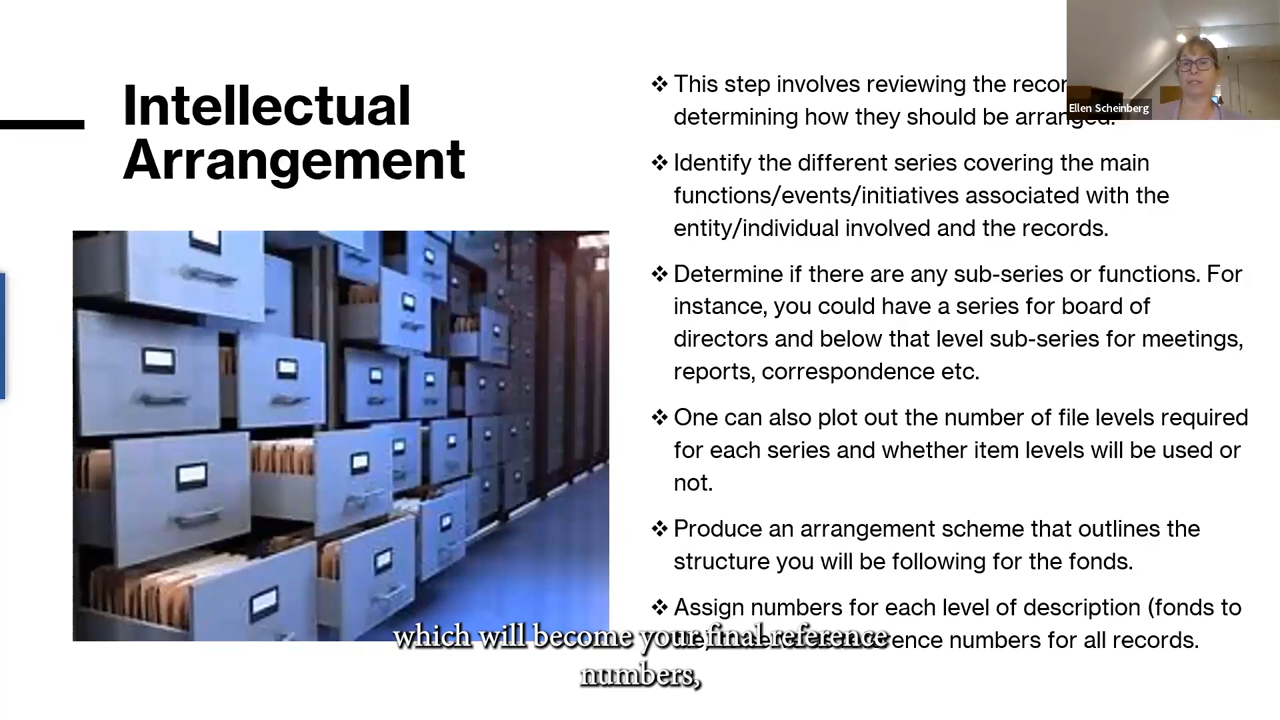 Intellectual
Arrangement
❖ This step involves reviewing the
determining how they should be arranged.
❖ Identify the different series covering the main
functions/events/initiatives associated with the
entity/individual involved and the records.
❖ Determine if there are any sub-series or functions. For
instance, you could have a series for board of
directors and below that level sub-series for meetings,
reports, correspondence etc.
❖ One can also plot out the number of file levels required
for each series and whether item levels will be used or
not.
❖ Produce an arrangement scheme that outlines the
structure you will be following for the fonds.
❖ Assign numbers for each level of description (fonds to
numbers for all records.
Ellen Scheinberg
which will become your final reference
numbers,